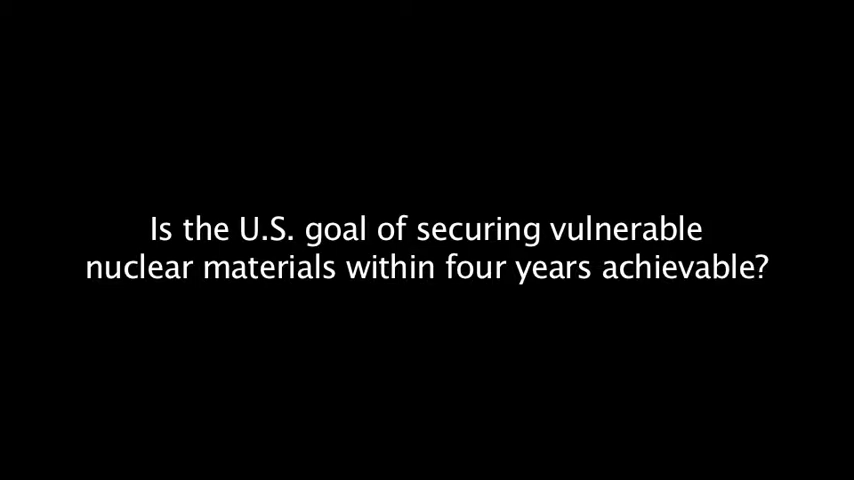 Is the U.S. goal of securing vulnerable
nuclear materials within four years achievable?